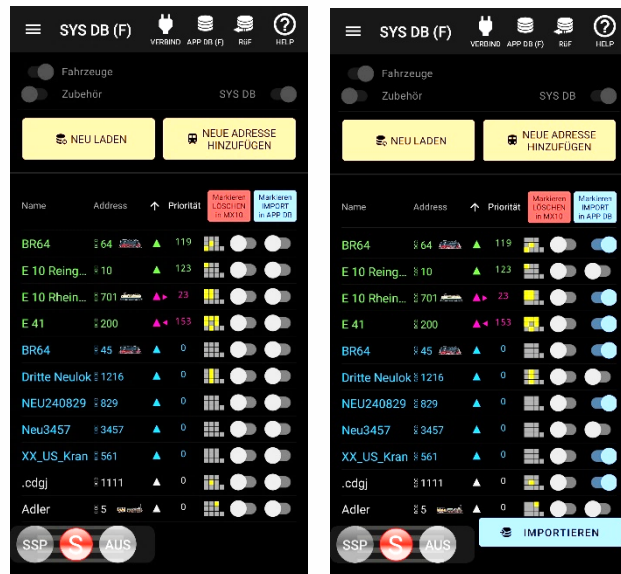 SYS DB (F)
VERBIND APP DB (F) RüF HELP
Fahrzeuge
Zubehör SYS DB
NEU LADEN
NEUE ADRESSE
HINZUFÜGEN
Name Address Priorität
Markieren
LÖSCHEN
in MX10
Markieren
IMPORT
in APP DB
BR64 64 119
E 10 Reing... 10 123
E 10 Rhein... 701 23
E 41 200 153
BR64 45 0
Dritte Neulok 1216 0
NEU240829 829 0
Neu3457 3457 0
XX_US_Kran 561 0
.cdgj 1111 0
Adler 5 0
SSP S AUS
SYS DB (F)
VERBIND APP DB (F) RüF HELP
Fahrzeuge
Zubehör SYS DB
NEU LADEN
NEUE ADRESSE
HINZUFÜGEN
Name Address Priorität
Markieren
LÖSCHEN
in MX10
Markieren
IMPORT
in APP DB
BR64 64 119
E 10 Reing... 10 123
E 10 Rhein... 701 23
E 41 200 153
BR64 45 0
Dritte Neulok 1216 0
NEU240829 829 0
Neu3457 3457 0
XX_US_Kran 561 0
.cdgj 1111 0
Adler 5 0
IMPORTIEREN
SSP S AUS